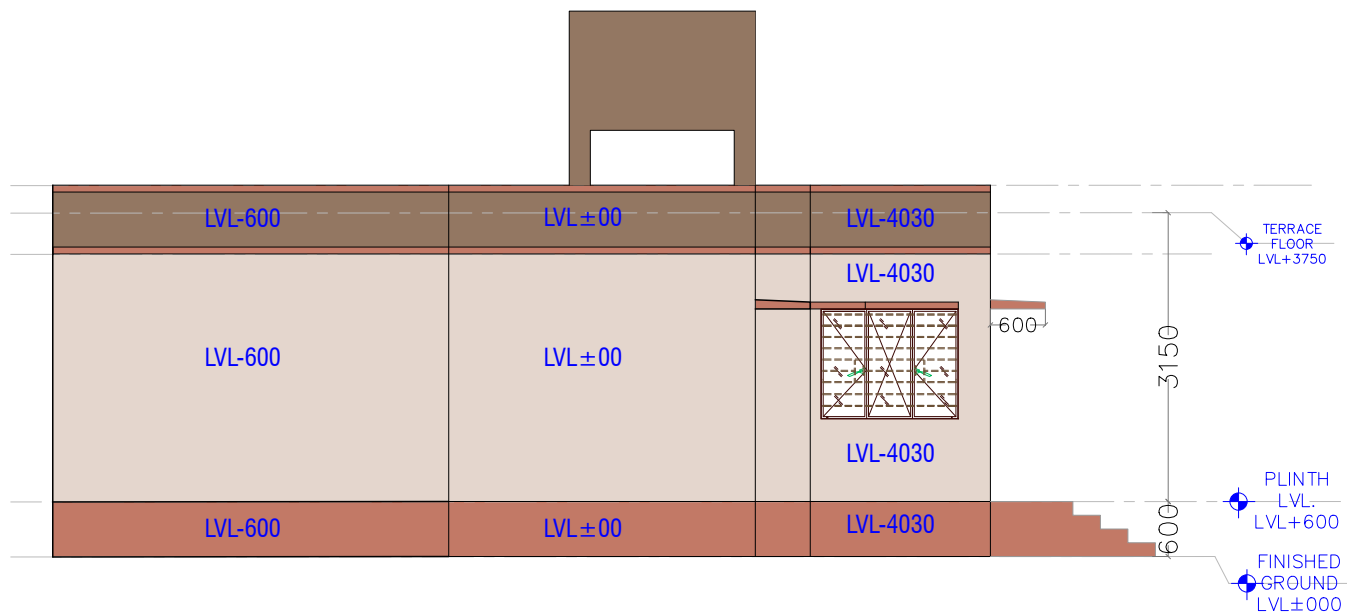 LVL-600
LVL±00
LVL-4030
TERRACE
FLOOR
LVL+3750
LVL-4030
600
LVL-600
LVL±00
3150
LVL-4030
PLINTH
LVL.
LVL+600
LVL-600
LVL±00
LVL-4030
600
FINISHED
GROUND
LVL±000